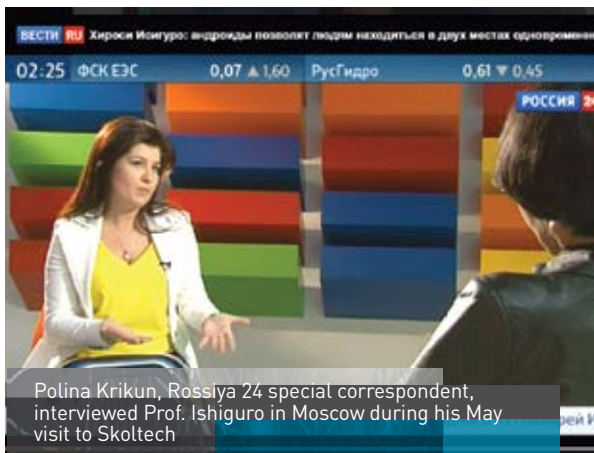 ВЕСТИ RU Хироси Исигуро: андроиды позволят людям находиться в двух местах
02:25 ФСК ЕЭС 0,07 ▲ 1,60 РусГидро 0,61 ▼ 0,45
РОССИЯ
Polina Krikun, Rossiya 24 special correspondent,
interviewed Prof. Ishiguro in Moscow during his May
visit to Skoltech